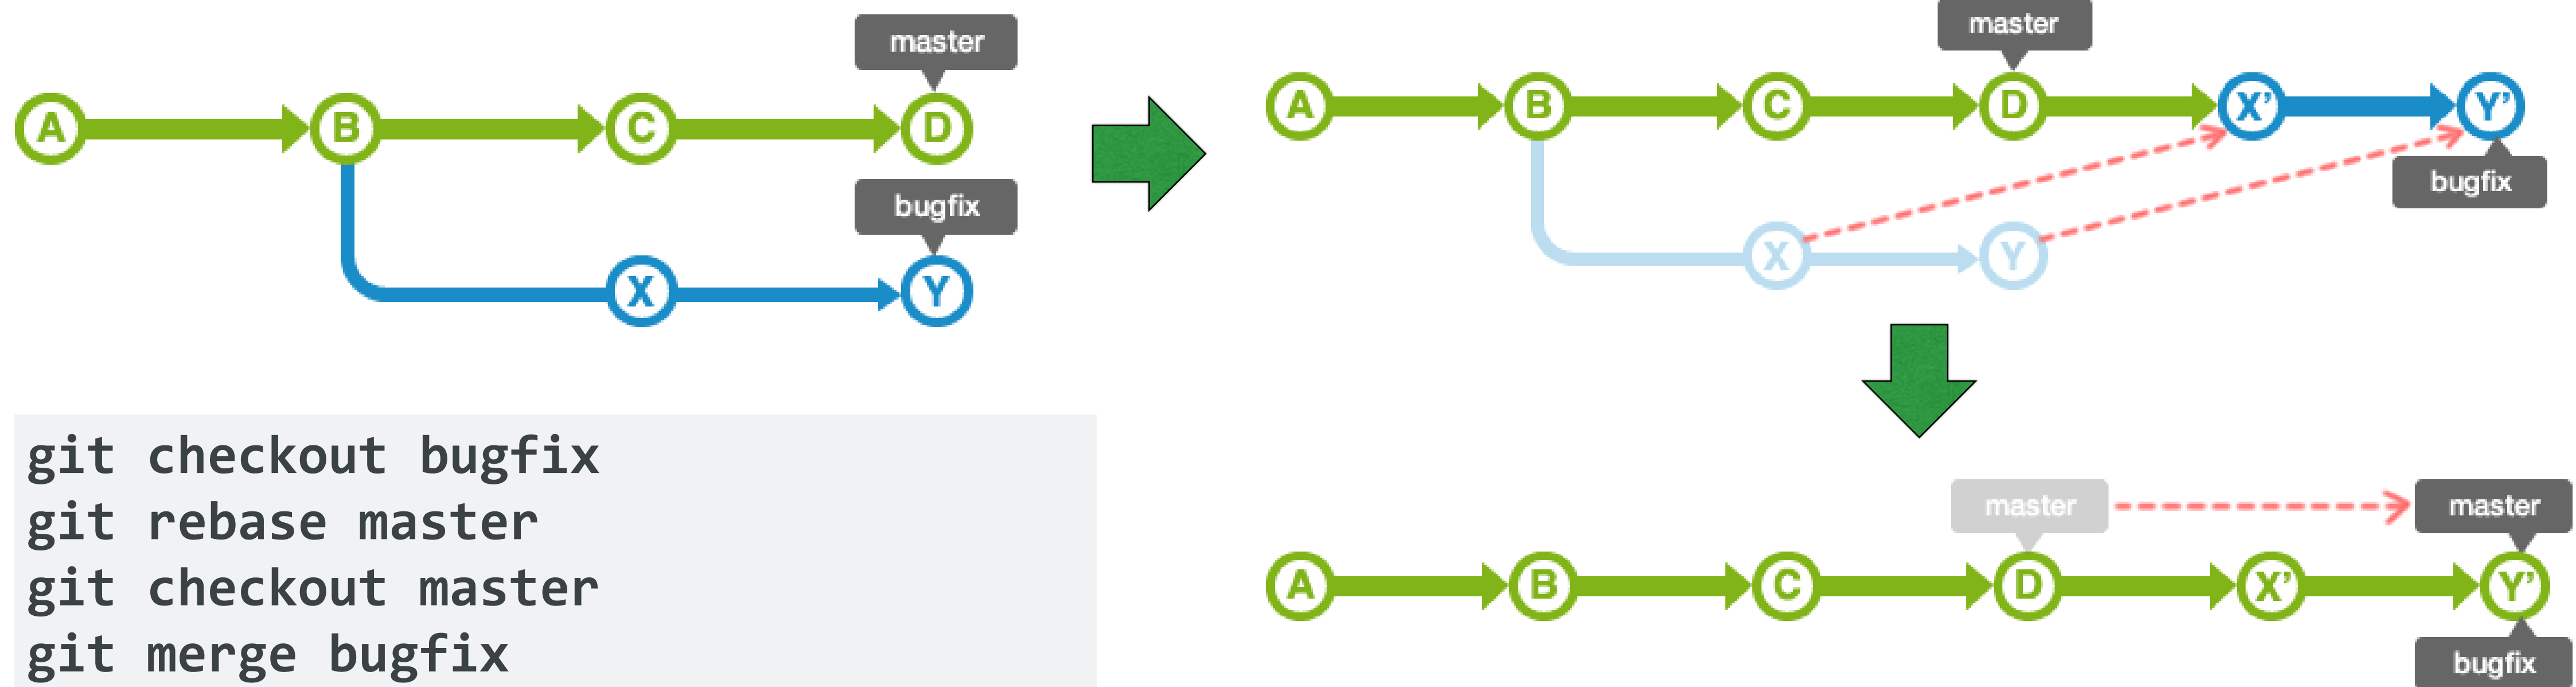 master
A B C D
bugfix
X Y
master
A B C D X’ Y’
bugfix
X Y
git checkout bugfix
git rebase master
git checkout master
git merge bugfix
master master
A B C D X’ Y’
bugfix